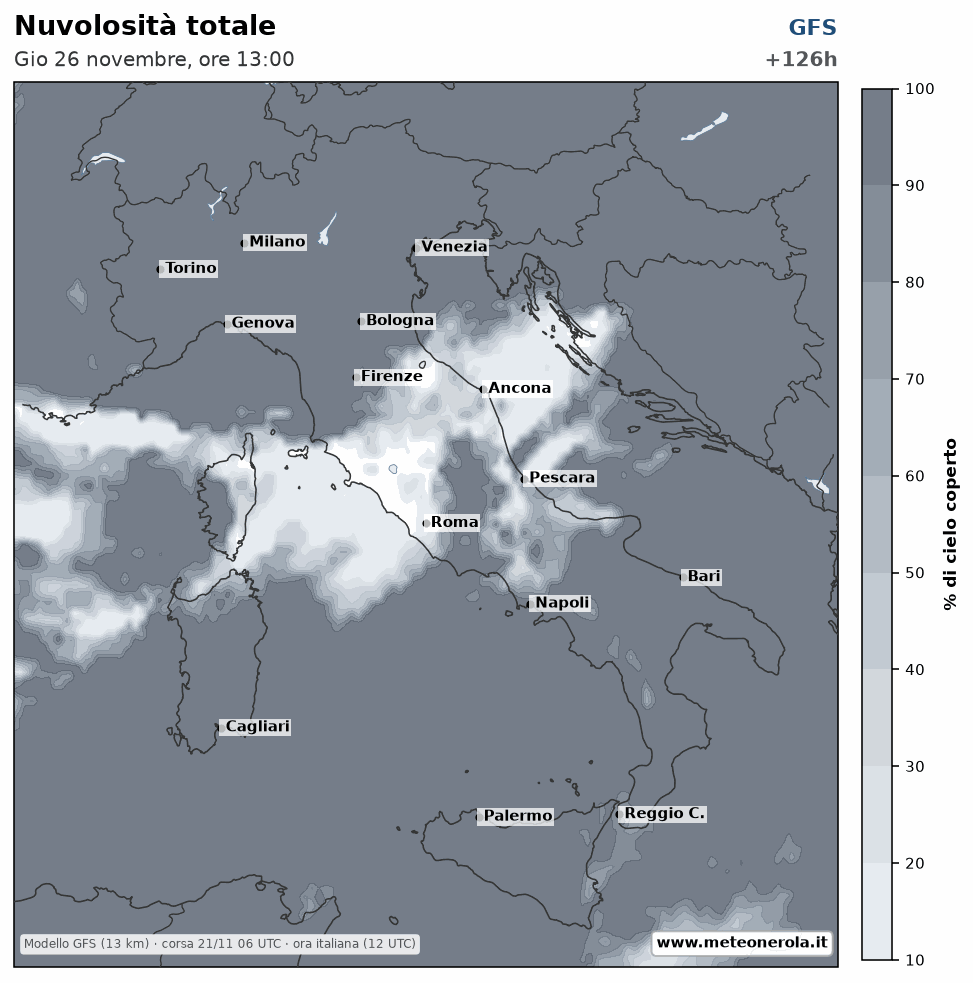 Nuvolosità totale
GFS
Gio 26 novembre, ore 13:00
+126h
Milano
Venezia
Torino
Genova
Bologna
Firenze
Ancona
Pescara
Roma
Bari
Napoli
Cagliari
Palermo
Reggio C.
Modello GFS (13 km) · corsa 21/11 06 UTC · ora italiana (12 UTC)
www.meteonerola.it
100
90
80
70
60
50
40
30
20
10
% di cielo coperto